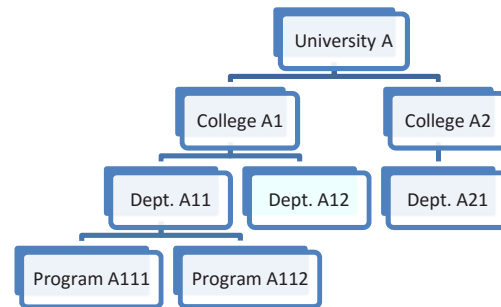 University A
College A1
College A2
Dept. A11
Dept. A12
Dept. A21
Program A111
Program A112